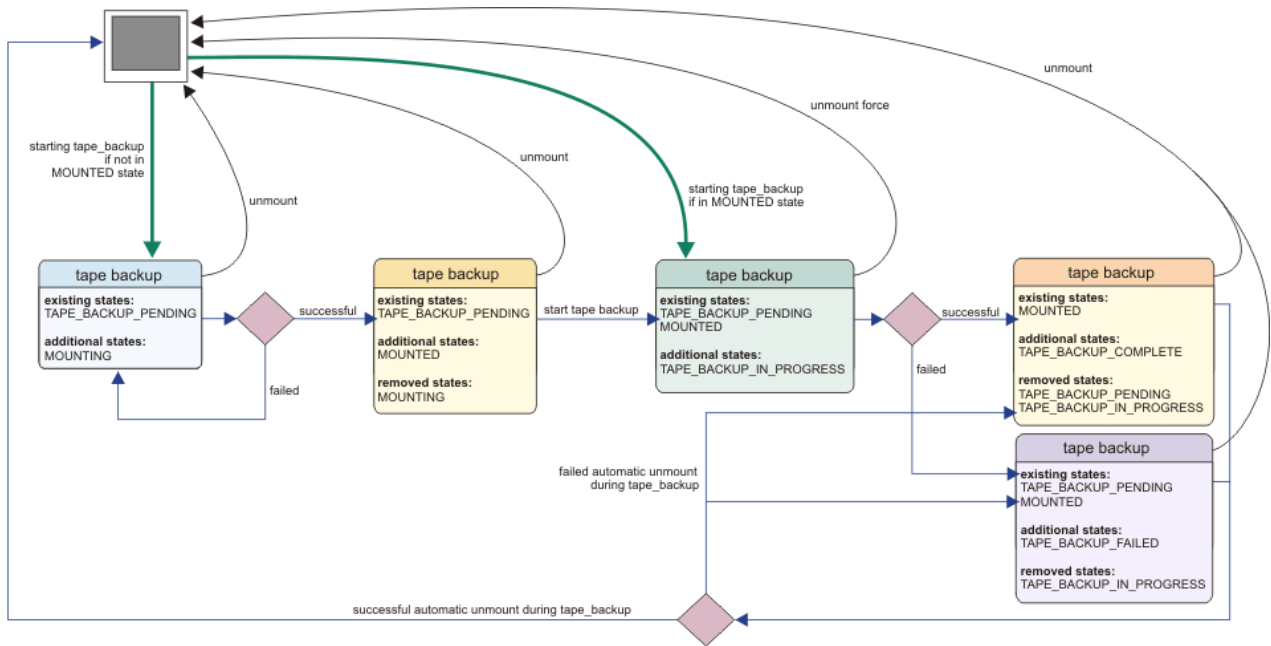 unmount
unmount force
unmount
starting tape_backup
if not in
MOUNTED state
unmount
starting tape_backup
if in MOUNTED state
tape backup
existing states:
TAPE_BACKUP_PENDING
additional states:
MOUNTING
successful
failed
tape backup
existing states:
TAPE_BACKUP_PENDING
additional states:
MOUNTED
removed states:
MOUNTING
start tape backup
tape backup
existing states:
TAPE_BACKUP_PENDING
MOUNTED
additional states:
TAPE_BACKUP_IN_PROGRESS
successful
failed
tape backup
existing states:
MOUNTED
additional states:
TAPE_BACKUP_COMPLETE
removed states:
TAPE_BACKUP_PENDING
TAPE_BACKUP_IN_PROGRESS
tape backup
existing states:
TAPE_BACKUP_PENDING
MOUNTED
additional states:
TAPE_BACKUP_FAILED
removed states:
TAPE_BACKUP_IN_PROGRESS
failed automatic unmount
during tape_backup
successful automatic unmount during tape_backup